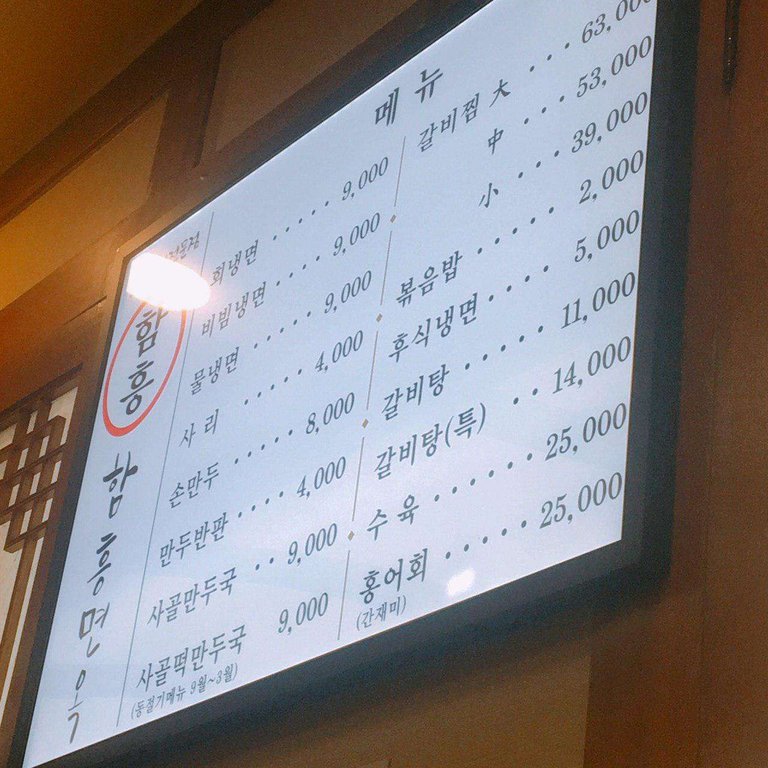 메뉴
함흥
함흥면옥
회냉면 ····· 9,000
비빔냉면 ···· 9,000
물냉면 ····· 9,000
사리 ····· 4,000
손만두 ····· 8,000
만두반판 ···· 4,000
사골만두국 ·· 9,000
사골떡만두국 9,000
(동절기메뉴 9월~3월)
갈비찜 大 ··· 63,000
中 ··· 53,000
小 ··· 39,000
볶음밥 ····· 2,000
후식냉면 ···· 5,000
갈비탕 ····· 11,000
갈비탕(특) ·· 14,000
수육 ······ 25,000
홍어회 ····· 25,000
(간재미)